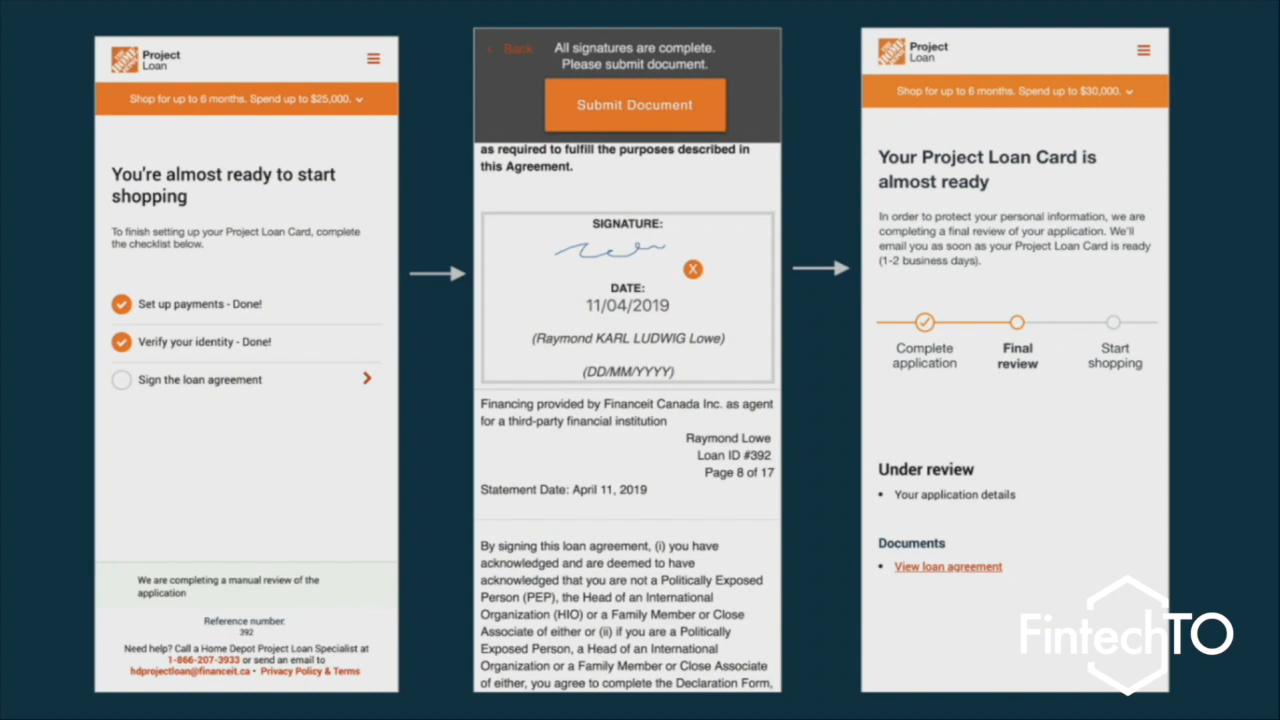 Project
Loan
Shop for up to 6 months. Spend up to $25,000.
You're almost ready to start
shopping
To finish setting up your Project Loan Card, complete
the checklist below.
Set up payments - Done!
Verify your identity - Done!
Sign the loan agreement
We are completing a manual review of the
application
Reference number:
392
Need help? Call a Home Depot Project Loan Specialist at
1-866-207-3933 or send an email to
hdprojectloan@financeit.ca • Privacy Policy & Terms
Back
All signatures are complete.
Please submit document.
Submit Document
as required to fulfill the purposes described in
this Agreement.
SIGNATURE:
X
DATE:
11/04/2019
(Raymond KARL LUDWIG Lowe)
(DD/MM/YYYY)
Financing provided by Financeit Canada Inc. as agent
for a third-party financial institution
Raymond Lowe
Loan ID #392
Page 8 of 17
Statement Date: April 11, 2019
By signing this loan agreement, (i) you have
acknowledged and are deemed to have
acknowledged that you are not a Politically Exposed
Person (PEP), the Head of an International
Organization (HIO) or a Family Member or Close
Associate of either or (ii) if you are a Politically
Exposed Person, a Head of an International
Organization or a Family Member or Close Associate
of either, you agree to complete the Declaration Form,
Project
Loan
Shop for up to 6 months. Spend up to $30,000.
Your Project Loan Card is
almost ready
In order to protect your personal information, we are
completing a final review of your application. We'll
email you as soon as your Project Loan Card is ready
(1-2 business days).
Complete
application
Final
review
Start
shopping
Under review
• Your application details
Documents
• View loan agreement
FintechTO